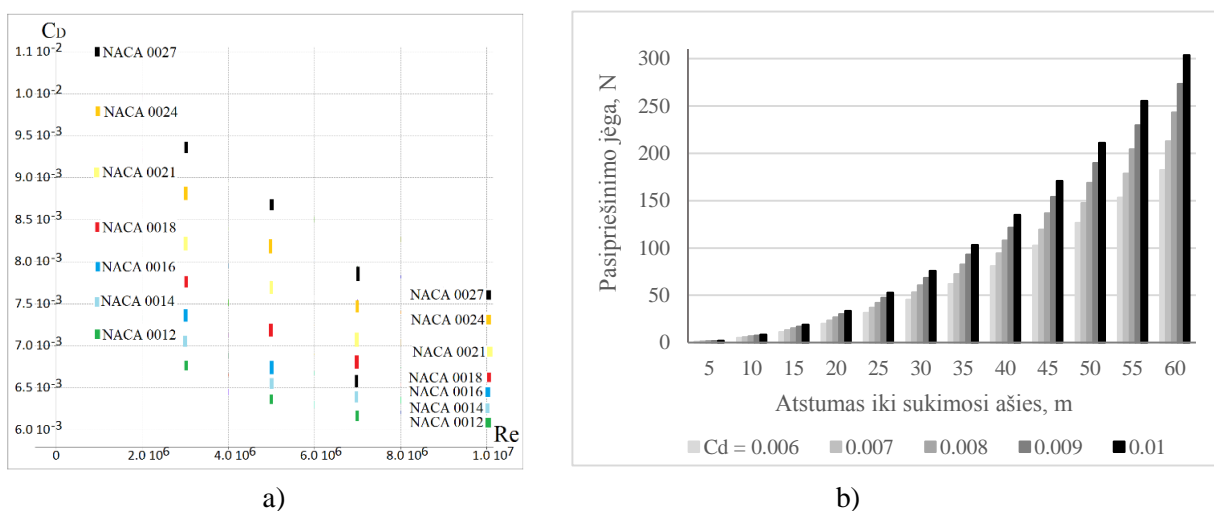 CD
1.1 10-2
1.0 10-2
9.5 10-3
9.0 10-3
8.5 10-3
8.0 10-3
7.5 10-3
7.0 10-3
6.5 10-3
6.0 10-3
NACA 0027
NACA 0024
NACA 0021
NACA 0018
NACA 0016
NACA 0014
NACA 0012
NACA 0027
NACA 0024
NACA 0021
NACA 0018
NACA 0016
NACA 0014
NACA 0012
Re
0 2.0 106 4.0 106 6.0 106 8.0 106 1.0 107
a)
Pasipriešinimo jėga, N
300
250
200
150
100
50
0
5 10 15 20 25 30 35 40 45 50 55 60
Atstumas iki sukimosi ašies, m
Cd = 0.006 0.007 0.008 0.009 0.01
b)